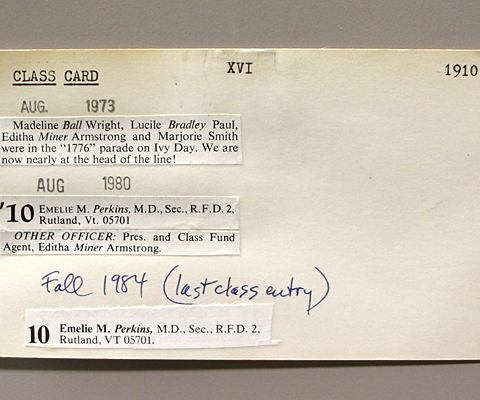 CLASS CARD XVI 1910
AUG. 1973
Madeline Ball Wright, Lucile Bradley Paul,
Editha Miner Armstrong and Marjorie Smith
were in the "1776" parade on Ivy Day. We are
now nearly at the head of the line!
AUG 1980
'10 EMELIE M. Perkins, M.D., Sec., R.F.D. 2,
Rutland, Vt. 05701
OTHER OFFICER: Pres. and Class Fund
Agent, Editha Miner Armstrong.
Fall 1984 (last class entry)
10 Emelie M. Perkins, M.D., Sec., R.F.D. 2,
Rutland, VT 05701.